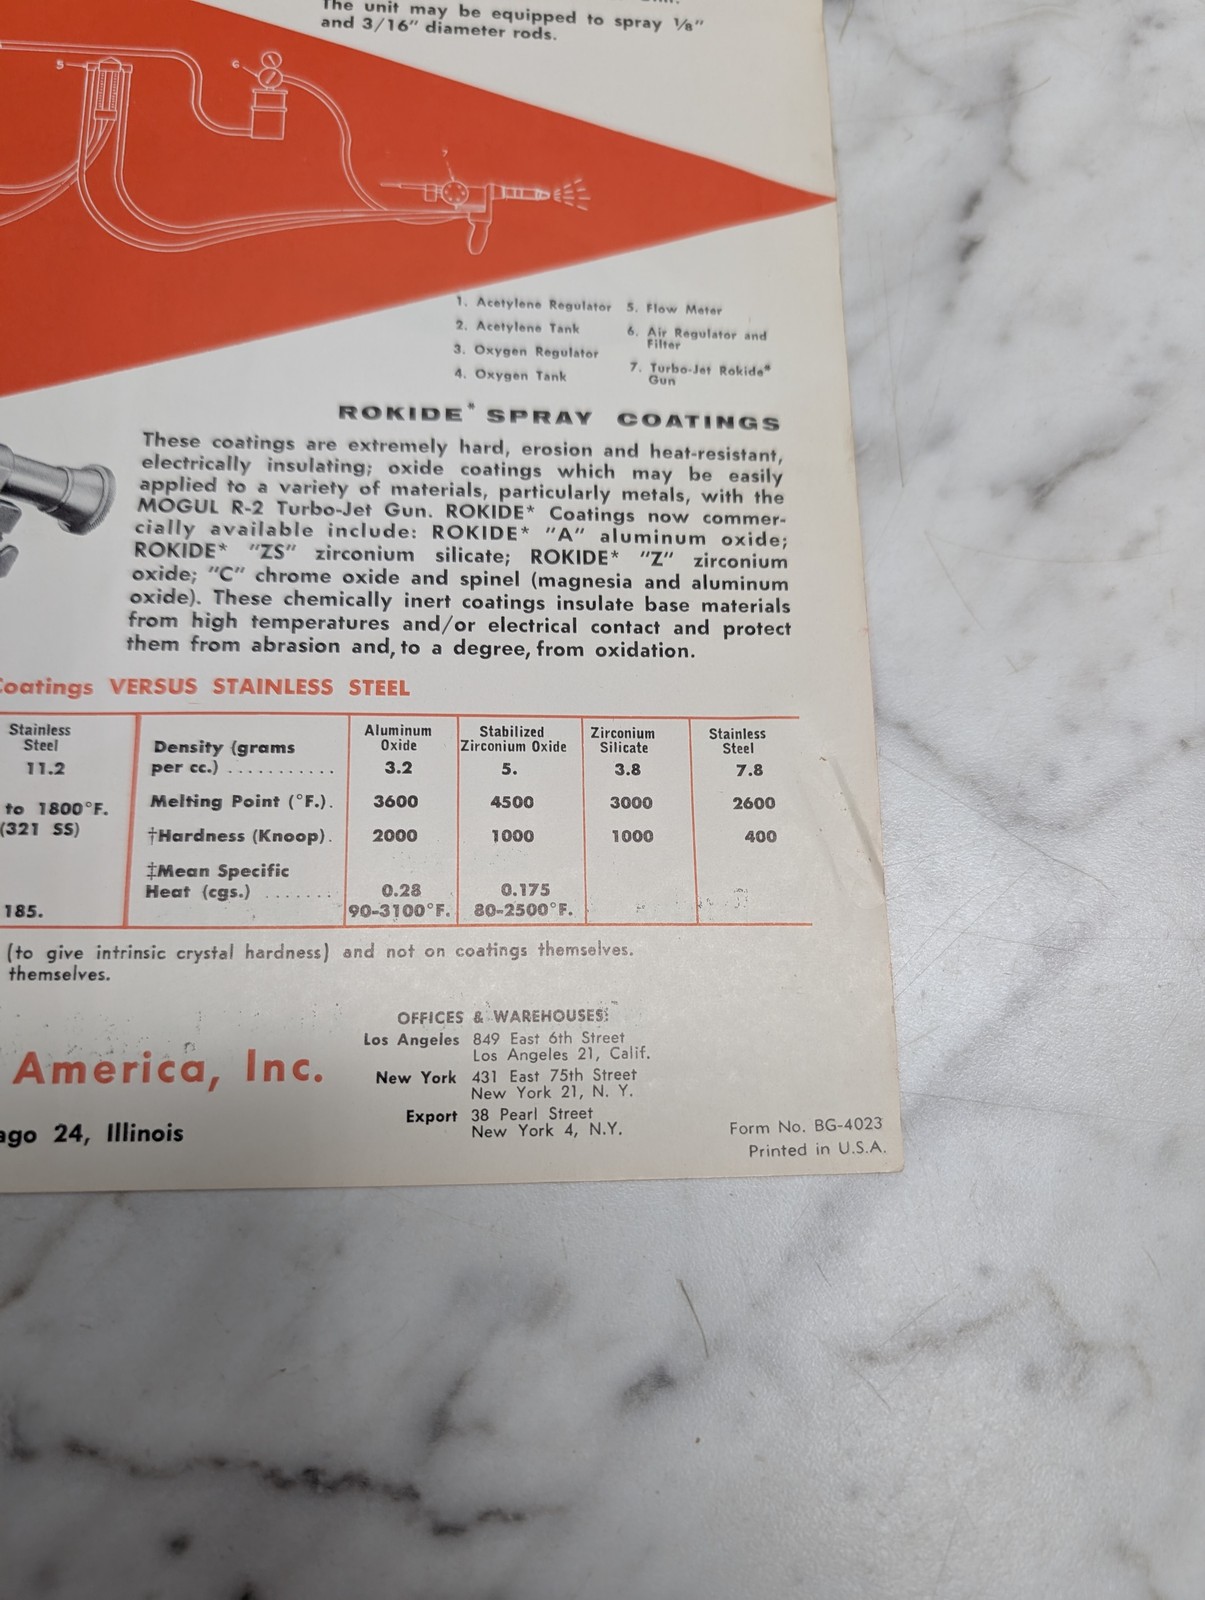 The unit may be equipped to spray 1/8"
and 3/16" diameter rods.
5
6
7
1. Acetylene Regulator
2. Acetylene Tank
3. Oxygen Regulator
4. Oxygen Tank
5. Flow Meter
6. Air Regulator and
Filter
7. Turbo-Jet Rokide*
Gun
ROKIDE* SPRAY COATINGS
These coatings are extremely hard, erosion and heat-resistant,
electrically insulating; oxide coatings which may be easily
applied to a variety of materials, particularly metals, with the
MOGUL R-2 Turbo-Jet Gun. ROKIDE* Coatings now commer-
cially available include: ROKIDE* "A" aluminum oxide;
ROKIDE* "ZS" zirconium silicate; ROKIDE* "Z" zirconium
oxide; "C" chrome oxide and spinel (magnesia and aluminum
oxide). These chemically inert coatings insulate base materials
from high temperatures and/or electrical contact and protect
them from abrasion and, to a degree, from oxidation.
Coatings VERSUS STAINLESS STEEL
Stainless
Steel
11.2
to 1800°F.
(321 SS)
185.
Aluminum
Oxide
Stabilized
Zirconium Oxide
Zirconium
Silicate
Stainless
Steel
Density (grams
per cc.) ........... 3.2 5. 3.8 7.8
Melting Point (°F.). 3600 4500 3000 2600
†Hardness (Knoop). 2000 1000 1000 400
‡Mean Specific
Heat (cgs.) ....... 0.28 0.175
90-3100°F. 80-2500°F.
(to give intrinsic crystal hardness) and not on coatings themselves.
themselves.
America, Inc.
ago 24, Illinois
OFFICES & WAREHOUSES:
Los Angeles 849 East 6th Street
Los Angeles 21, Calif.
New York 431 East 75th Street
New York 21, N. Y.
Export 38 Pearl Street
New York 4, N.Y.
Form No. BG-4023
Printed in U.S.A.